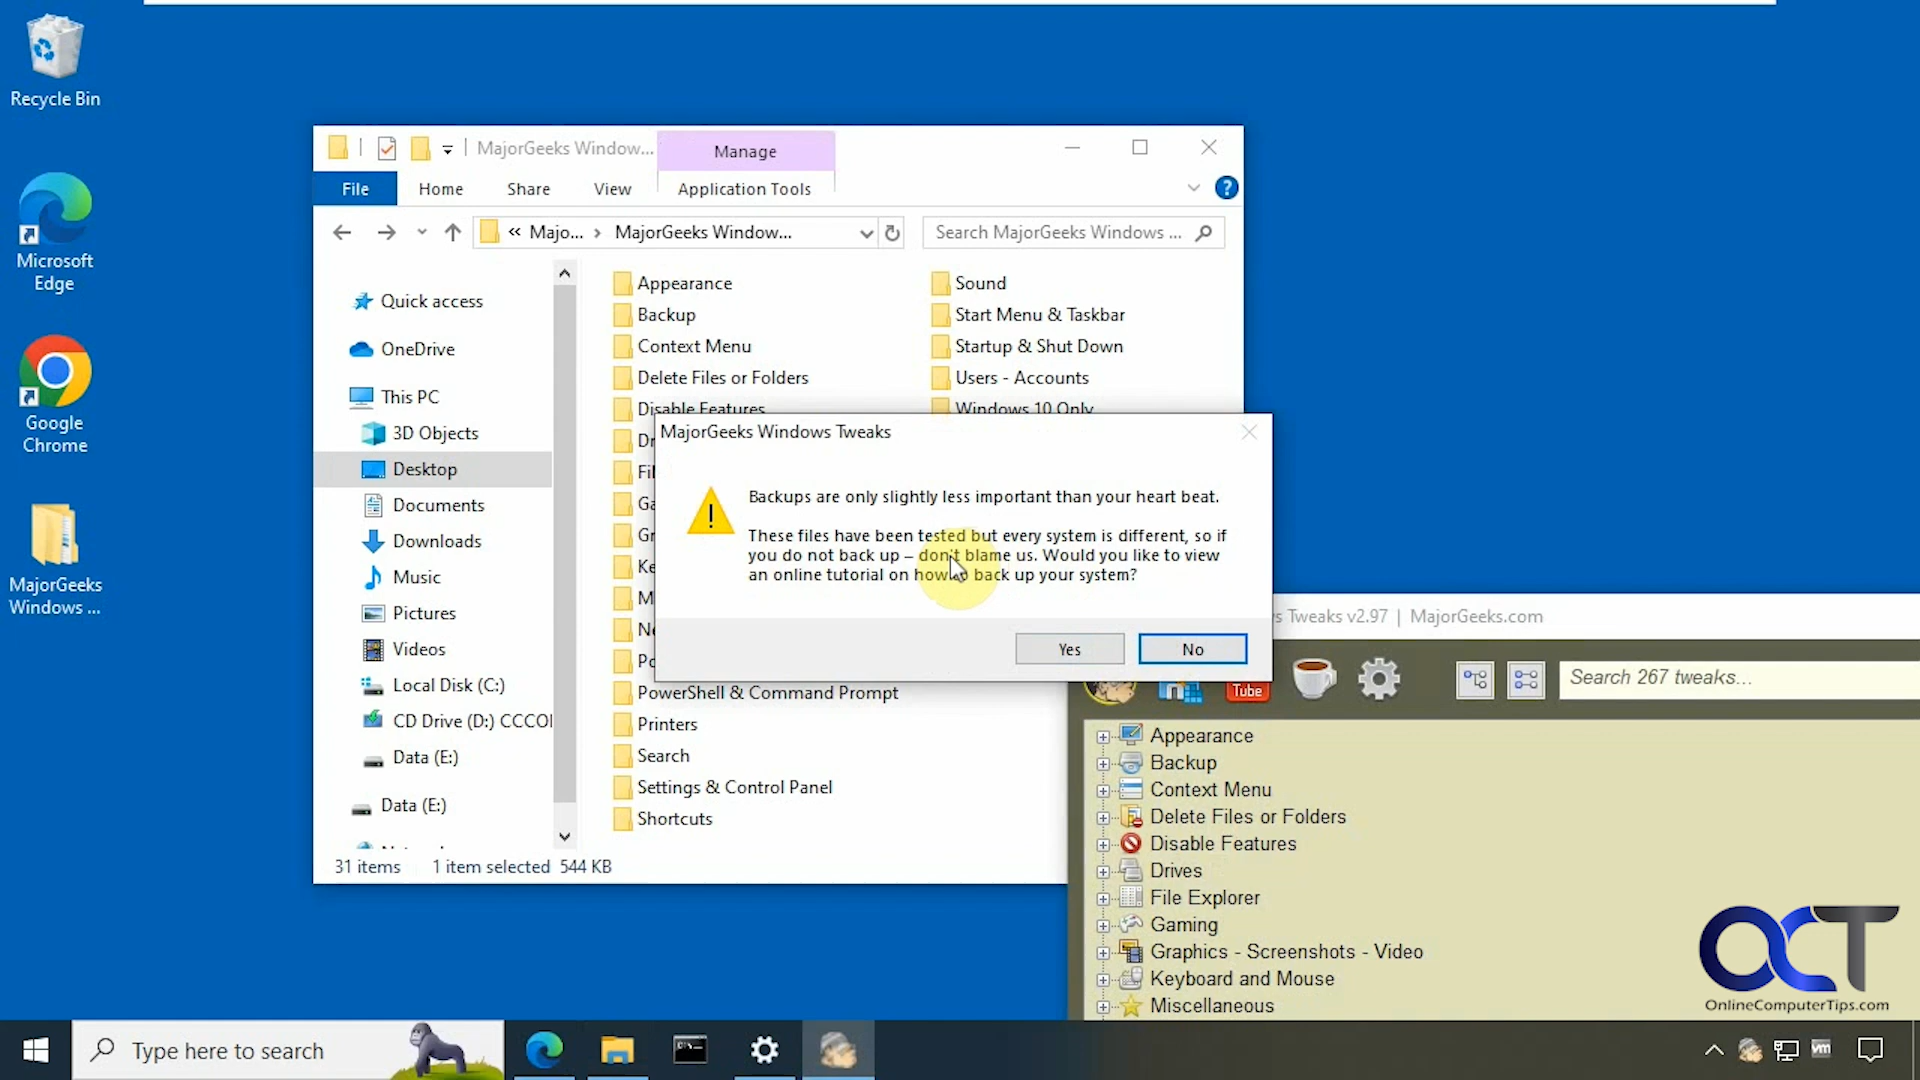 Recycle Bin
Microsoft
Edge
Google
Chrome
MajorGeeks
Windows ...
MajorGeeks Window...
Manage
File
Home
Share
View
Application Tools
« Majo... › MajorGeeks Window...
Search MajorGeeks Windows ...
Quick access
OneDrive
This PC
3D Objects
Desktop
Documents
Downloads
Music
Pictures
Videos
Local Disk (C:)
CD Drive (D:) CCCOI
Data (E:)
Data (E:)
Appearance
Backup
Context Menu
Delete Files or Folders
Disable Features
PowerShell & Command Prompt
Printers
Search
Settings & Control Panel
Shortcuts
Sound
Start Menu & Taskbar
Startup & Shut Down
Users - Accounts
Windows 10 Only
31 items
1 item selected 544 KB
MajorGeeks Windows Tweaks
Backups are only slightly less important than your heart beat.
These files have been tested but every system is different, so if
you do not back up – don't blame us. Would you like to view
an online tutorial on how back up your system?
Yes
No
s Tweaks v2.97 | MajorGeeks.com
Tube
Search 267 tweaks...
Appearance
Backup
Context Menu
Delete Files or Folders
Disable Features
Drives
File Explorer
Gaming
Graphics - Screenshots - Video
Keyboard and Mouse
Miscellaneous
OCT
OnlineComputerTips.com
Type here to search
vm